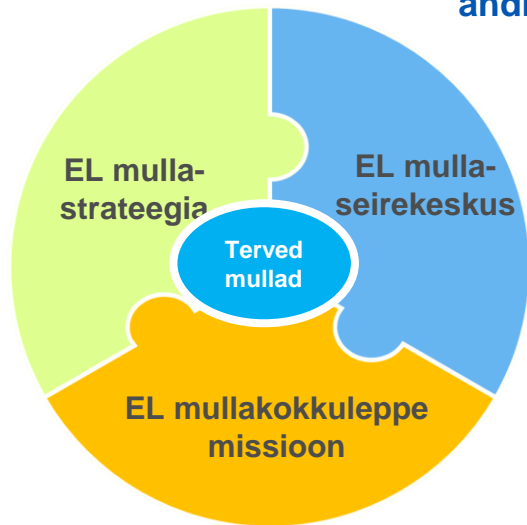 EL mulla-
strateegia
EL mulla-
seirekeskus
Terved
mullad
EL mullakokkuleppe
missioon